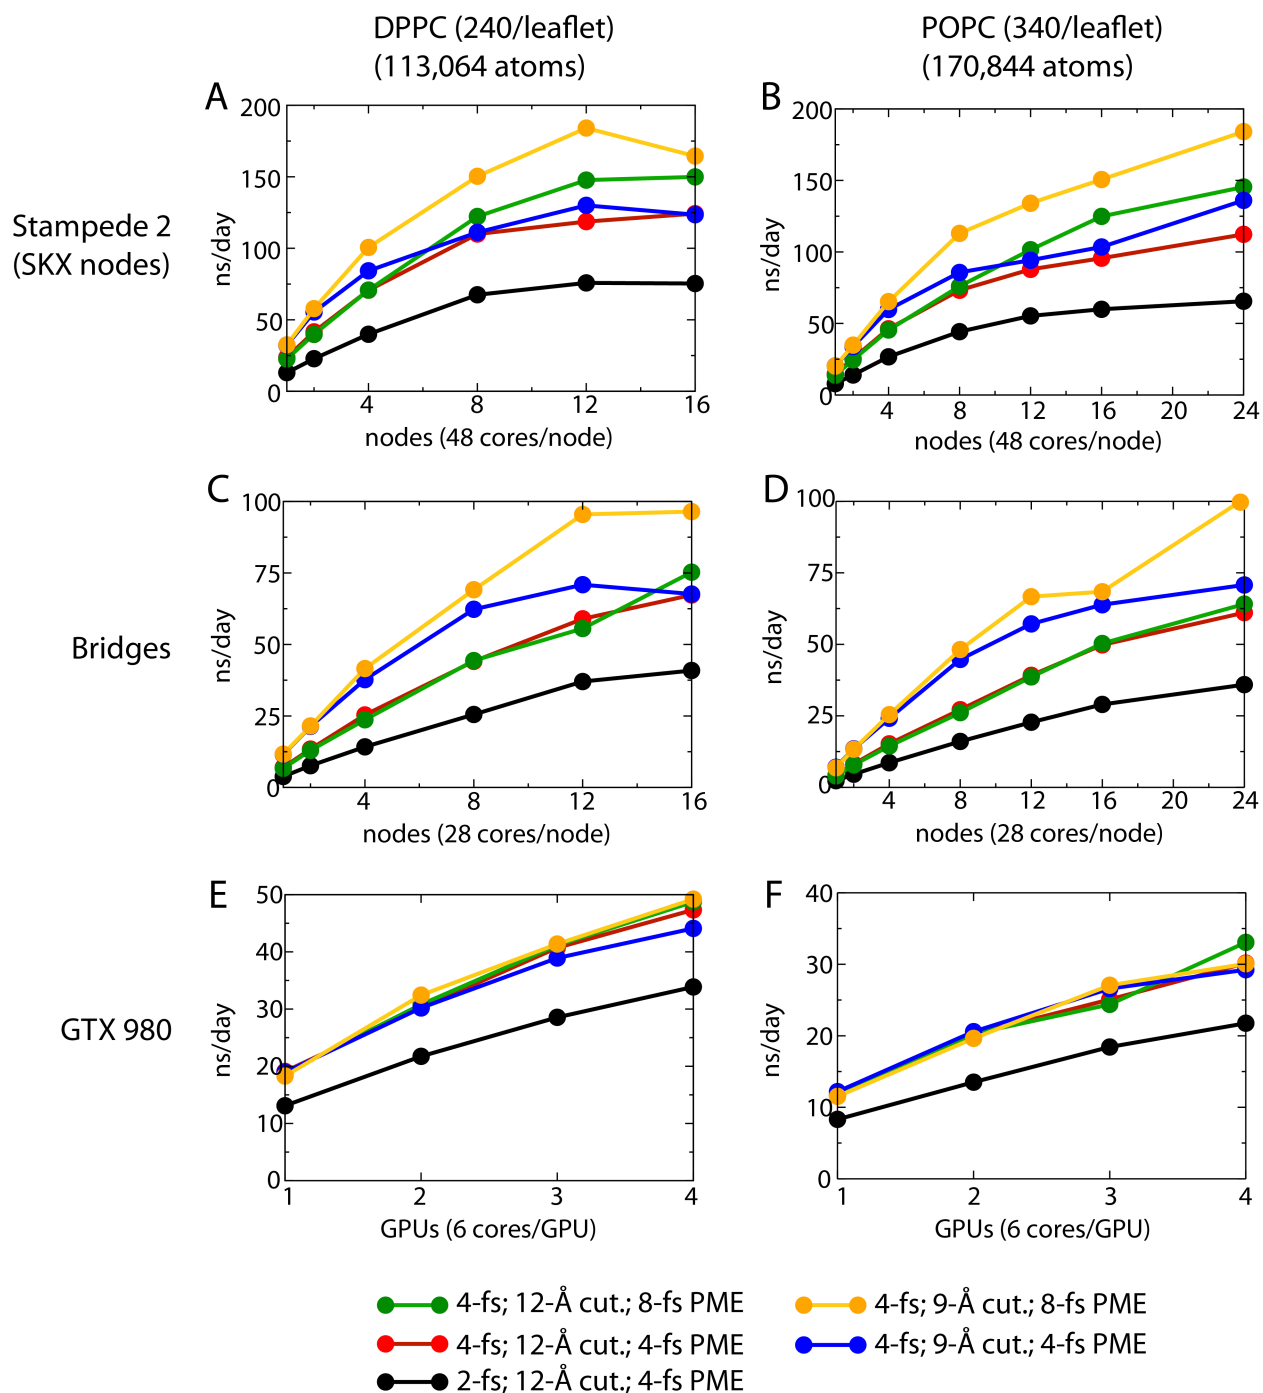 DPPC (240/leaflet)
(113,064 atoms)
POPC (340/leaflet)
(170,844 atoms)
Stampede 2
(SKX nodes)
A
200
150
100
50
0
ns/day
4
8
12
16
nodes (48 cores/node)
B
200
150
100
50
0
ns/day
4
8
12
16
20
24
nodes (48 cores/node)
Bridges
C
100
75
50
25
0
ns/day
4
8
12
16
nodes (28 cores/node)
D
100
75
50
25
0
ns/day
4
8
12
16
20
24
nodes (28 cores/node)
GTX 980
E
50
40
30
20
10
0
ns/day
1
2
3
4
GPUs (6 cores/GPU)
F
40
30
20
10
0
ns/day
1
2
3
4
GPUs (6 cores/GPU)
4-fs; 12-Å cut.; 8-fs PME
4-fs; 12-Å cut.; 4-fs PME
2-fs; 12-Å cut.; 4-fs PME
4-fs; 9-Å cut.; 8-fs PME
4-fs; 9-Å cut.; 4-fs PME